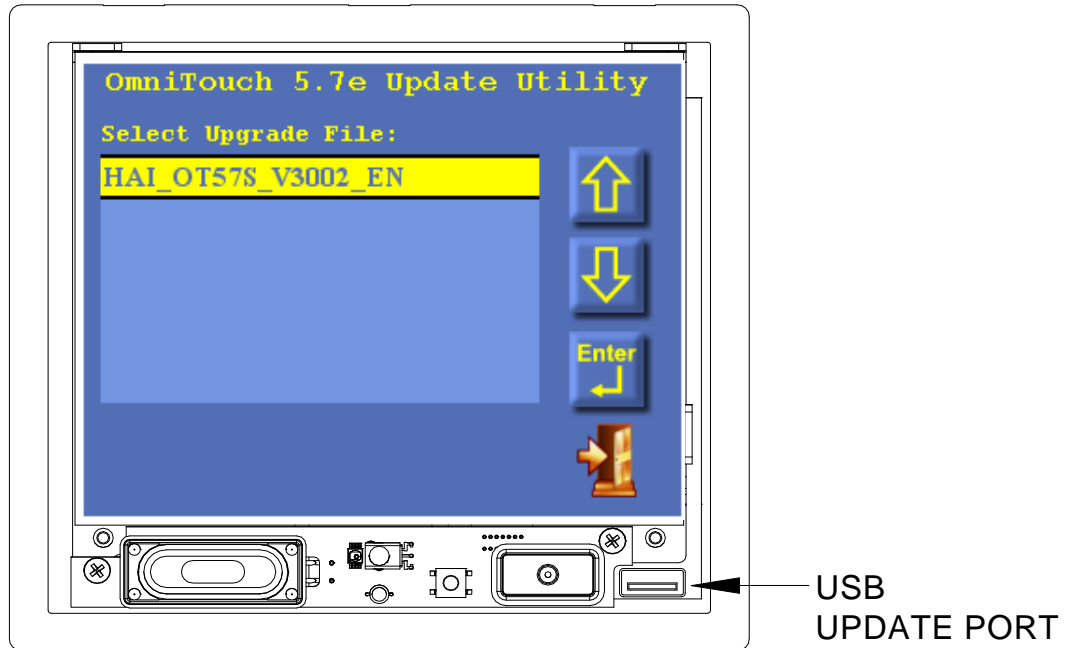 OmniTouch 5.7e Update Utility
Select Upgrade File:
HAI_OT57S_V3002_EN
Enter
USB
UPDATE PORT